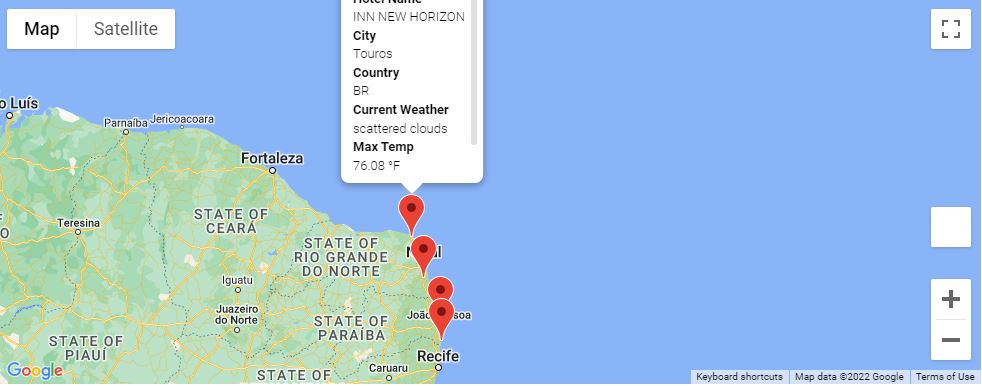 Map
Satellite
Hotel Name
INN NEW HORIZON
City
Touros
Country
BR
Current Weather
scattered clouds
Max Temp
76.08 °F
o Luís
Parnaíba
Jericoacoara
Fortaleza
Teresina
STATE OF
CEARÁ
STATE OF
RIO GRANDE
DO NORTE
Iguatu
Juazeiro
do Norte
STATE OF
PARAÍBA
STATE OF
PIAUÍ
Recife
Caruaru
STATE OF
Google
Keyboard shortcuts
Map data ©2022 Google
Terms of Use